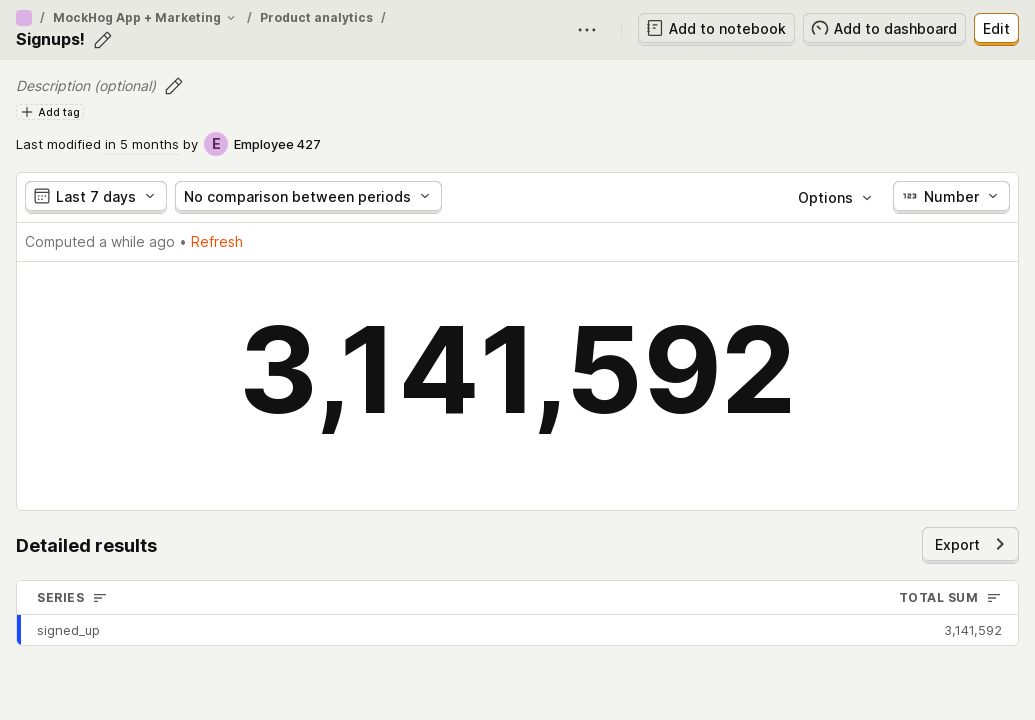 / MockHog App + Marketing / Product analytics /
Signups!
Add to notebook
Add to dashboard
Edit
Description (optional)
Add tag
Last modified in 5 months by E Employee 427
Last 7 days
No comparison between periods
Options
123 Number
Computed a while ago • Refresh
3,141,592
Detailed results
Export
SERIES
TOTAL SUM
signed_up
3,141,592